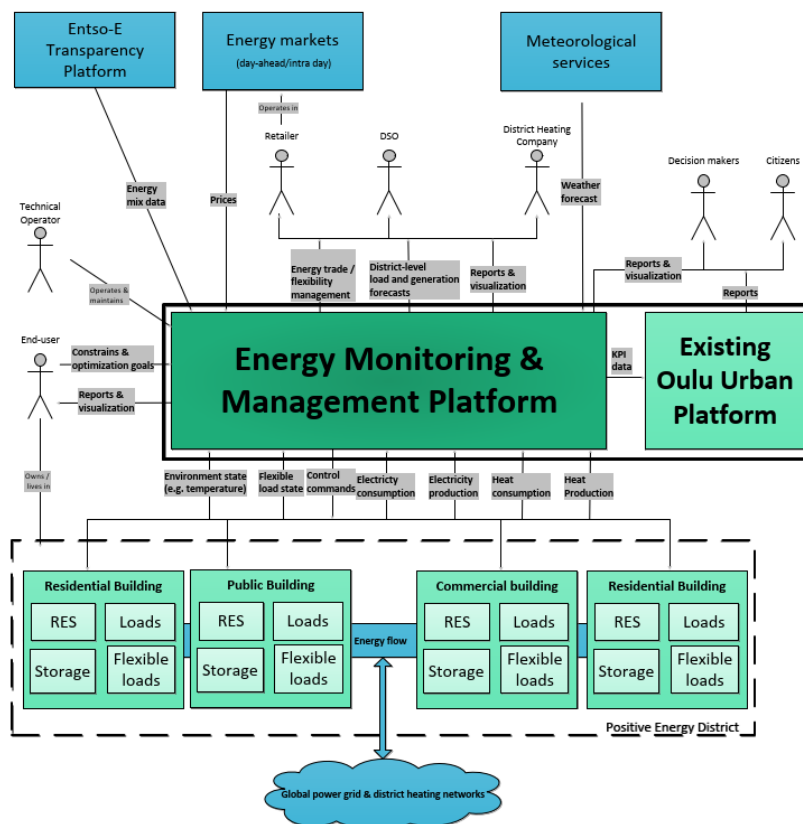 Entso-E
Transparency
Platform
Energy markets
(day-ahead/intra day)
Meteorological
services
Operates in
Retailer
DSO
District Heating
Company
Decision makers
Citizens
Technical
Operator
Energy
mix data
Prices
Weather
forecast
Energy trade /
flexibility
management
District-level
load and generation
forecasts
Reports &
visualization
Reports &
visualization
Reports
Operates &
maintains
End-user
Constrains &
optimization goals
Reports &
visualization
Energy Monitoring &
Management Platform
KPI
data
Existing
Oulu Urban
Platform
Owns /
lives in
Environment state
(e.g. temperature)
Flexible
load state
Control
commands
Electricty
consumption
Electricity
production
Heat
consumption
Heat
Production
Residential Building
RES
Loads
Storage
Flexible
loads
Public Building
RES
Loads
Storage
Flexible
loads
Energy flow
Commercial building
RES
Loads
Storage
Flexible
loads
Residential Building
RES
Loads
Storage
Flexible
loads
Positive Energy District
Global power grid & district heating networks